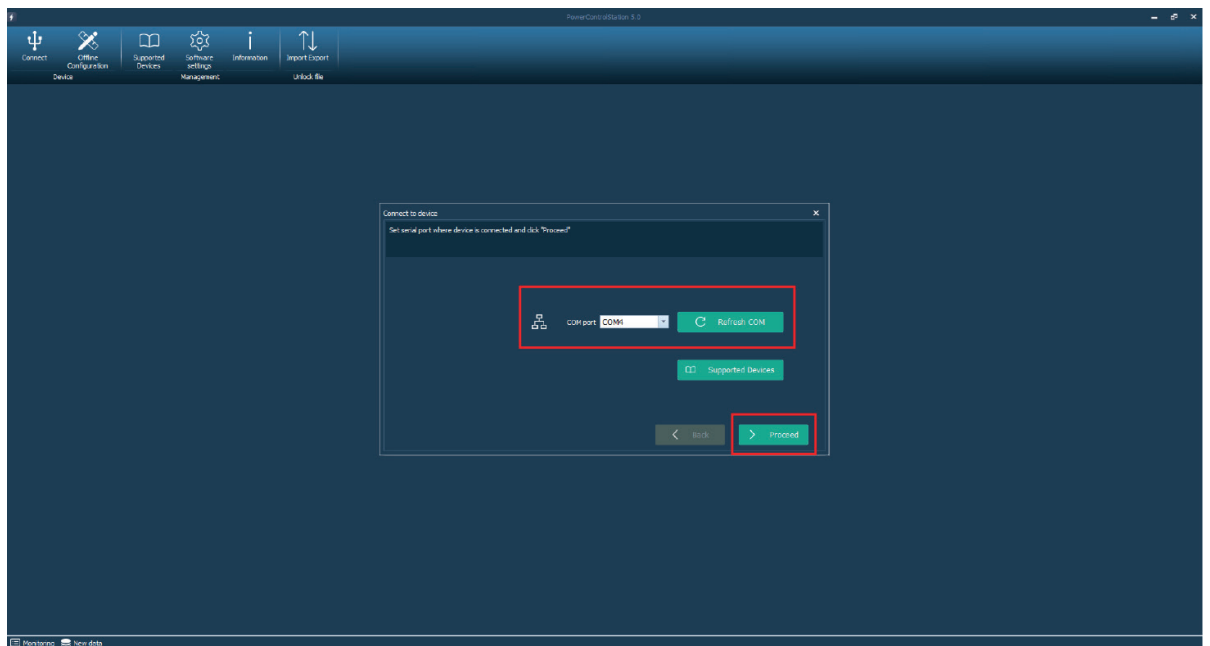 PowerControlStation 5.0
Connect
Offline
Configuration
Supported
Devices
Software
settings
Information
Import Export
Device
Management
Unlock file
Connect to device
Set serial port where device is connected and click "Proceed"
COM port COM4 Refresh COM
Supported Devices
Back Proceed
Monitoring New data